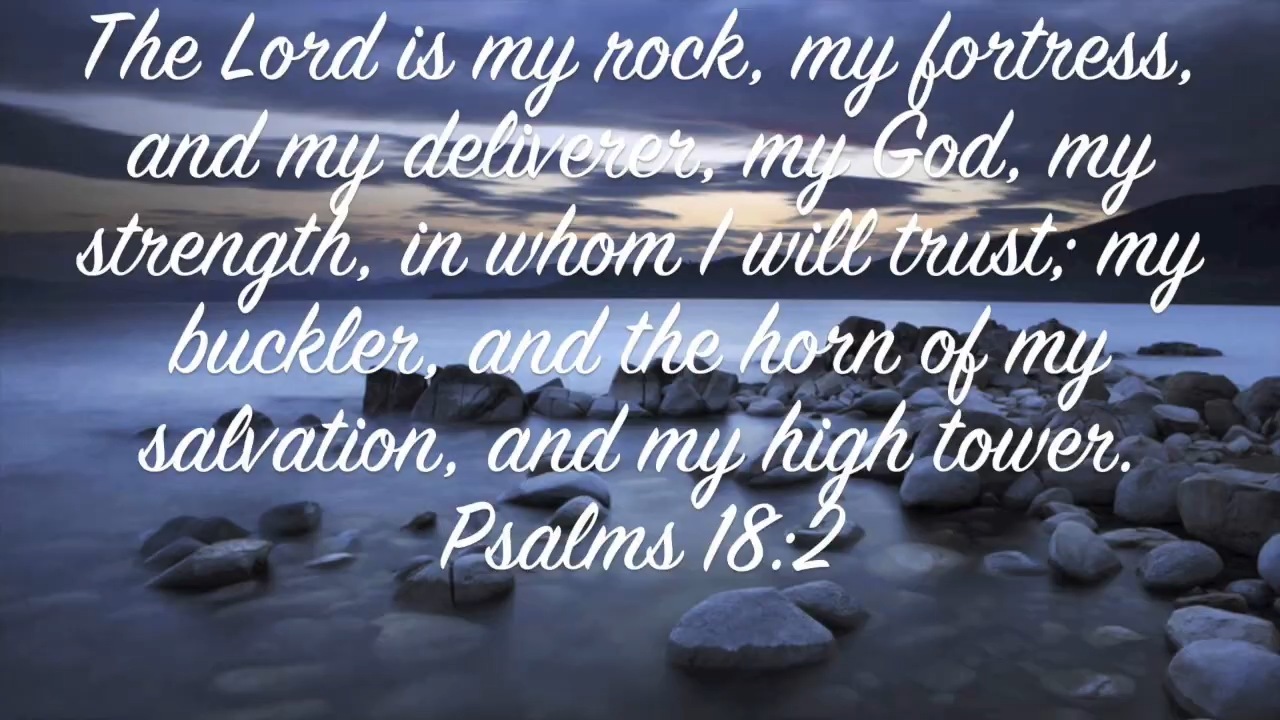 The Lord is my rock, my fortress,
and my deliverer, my God, my
strength, in whom I will trust; my
buckler, and the horn of my
salvation, and my high tower.
Psalms 18:2